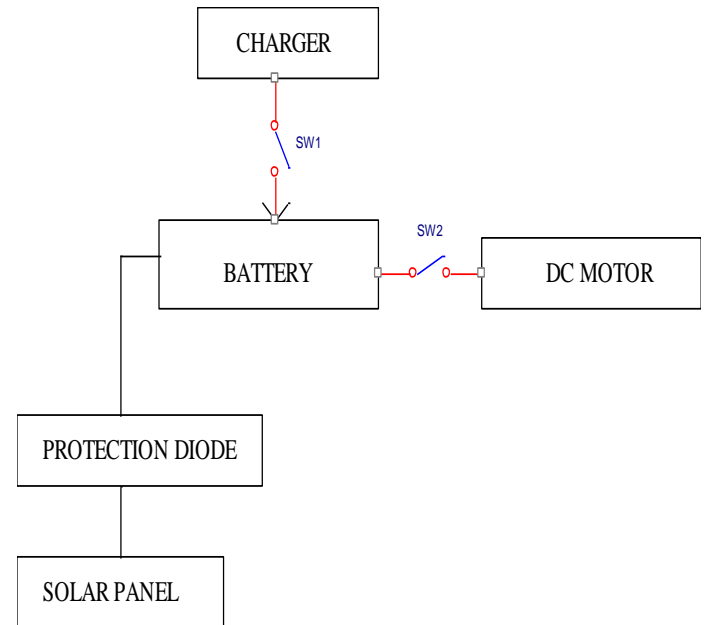 CHARGER
SW1
SW2
BATTERY
DC MOTOR
PROTECTION DIODE
SOLAR PANEL